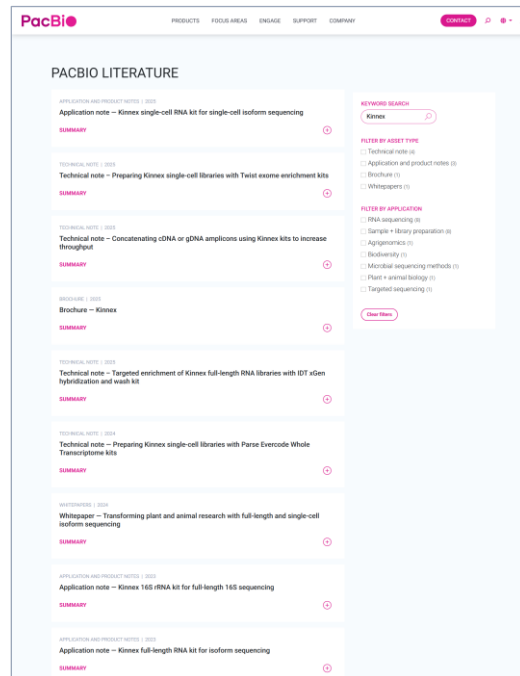 PacBio
PRODUCTS FOCUS AREAS ENGAGE SUPPORT COMPANY
CONTACT
PACBIO LITERATURE
APPLICATION AND PRODUCT NOTES | 2025
Application note — Kinnex single-cell RNA kit for single-cell isoform sequencing
SUMMARY
TECHNICAL NOTE | 2025
Technical note – Preparing Kinnex single-cell libraries with Twist exome enrichment kits
SUMMARY
TECHNICAL NOTE | 2025
Technical note – Concatenating cDNA or gDNA amplicons using Kinnex kits to increase
throughput
SUMMARY
BROCHURE | 2025
Brochure — Kinnex
SUMMARY
TECHNICAL NOTE | 2025
Technical note – Targeted enrichment of Kinnex full-length RNA libraries with IDT xGen
hybridization and wash kit
SUMMARY
TECHNICAL NOTE | 2024
Technical note — Preparing Kinnex single-cell libraries with Parse Evercode Whole
Transcriptome kits
SUMMARY
WHITEPAPERS | 2024
Whitepaper — Transforming plant and animal research with full-length and single-cell
isoform sequencing
SUMMARY
APPLICATION AND PRODUCT NOTES | 2023
Application note — Kinnex 16S rRNA kit for full-length 16S sequencing
SUMMARY
APPLICATION AND PRODUCT NOTES | 2023
Application note — Kinnex full-length RNA kit for isoform sequencing
SUMMARY
KEYWORD SEARCH
Kinnex
FILTER BY ASSET TYPE
Technical note (4)
Application and product notes (3)
Brochure (1)
Whitepapers (1)
FILTER BY APPLICATION
RNA sequencing (8)
Sample + library preparation (6)
Agrigenomics (1)
Biodiversity (1)
Microbial sequencing methods (1)
Plant + animal biology (1)
Targeted sequencing (1)
Clear filters